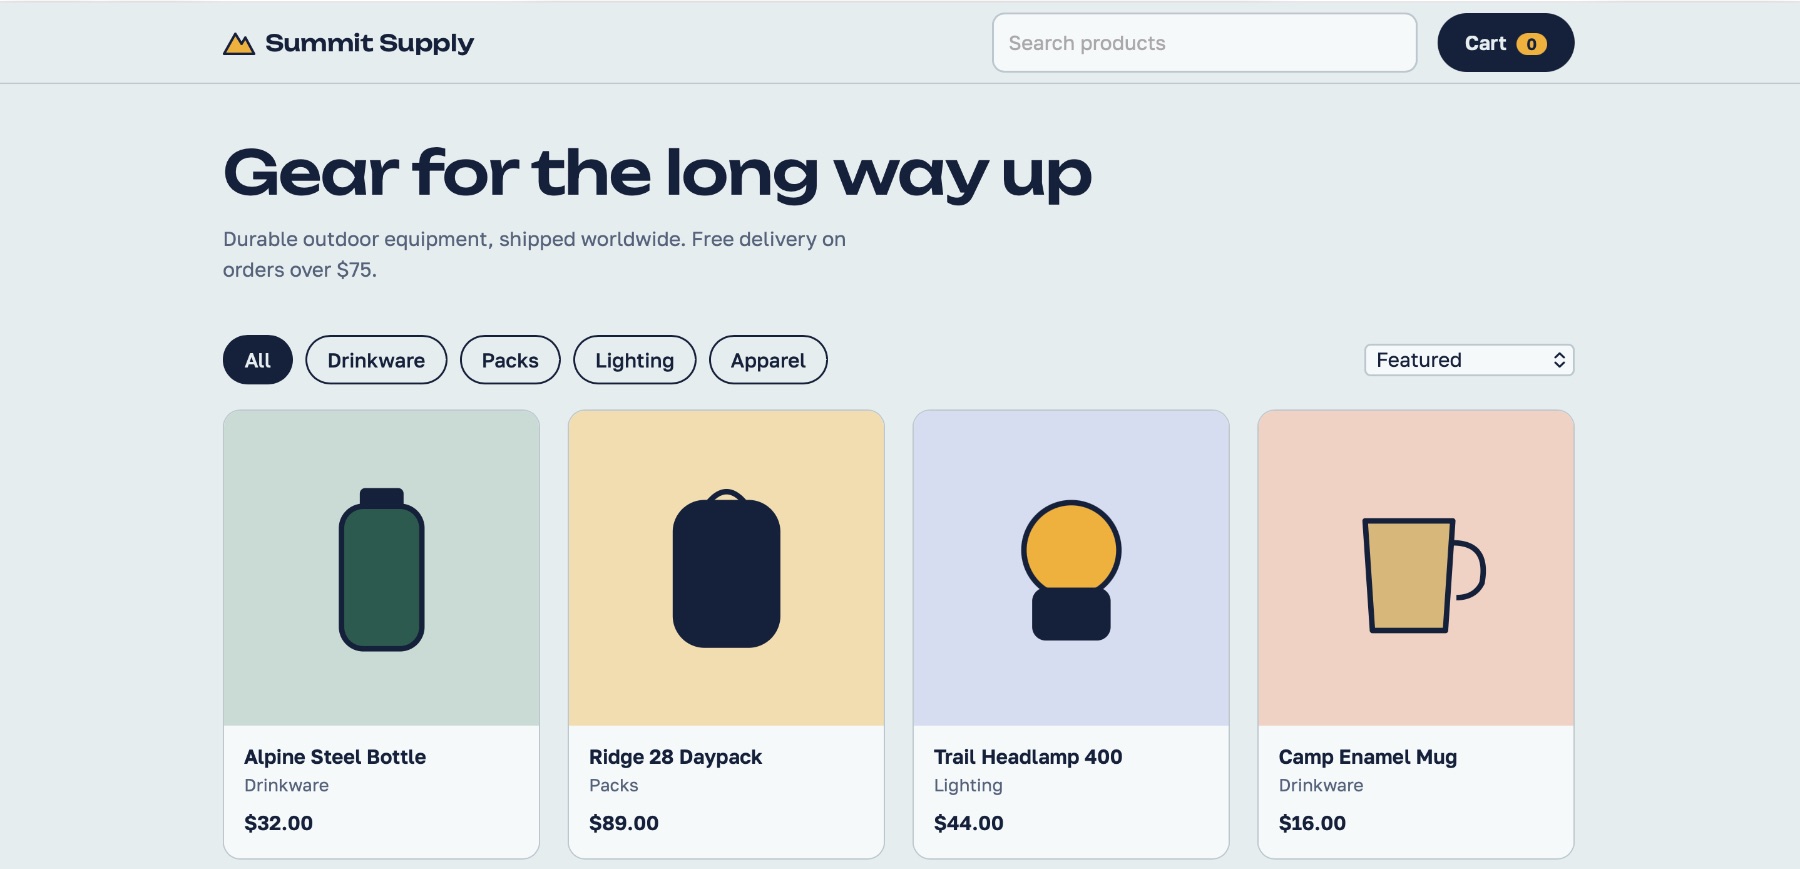 Summit Supply
Search products
Cart 0
Gear for the long way up
Durable outdoor equipment, shipped worldwide. Free delivery on
orders over $75.
All
Drinkware
Packs
Lighting
Apparel
Featured
Alpine Steel Bottle
Drinkware
$32.00
Ridge 28 Daypack
Packs
$89.00
Trail Headlamp 400
Lighting
$44.00
Camp Enamel Mug
Drinkware
$16.00